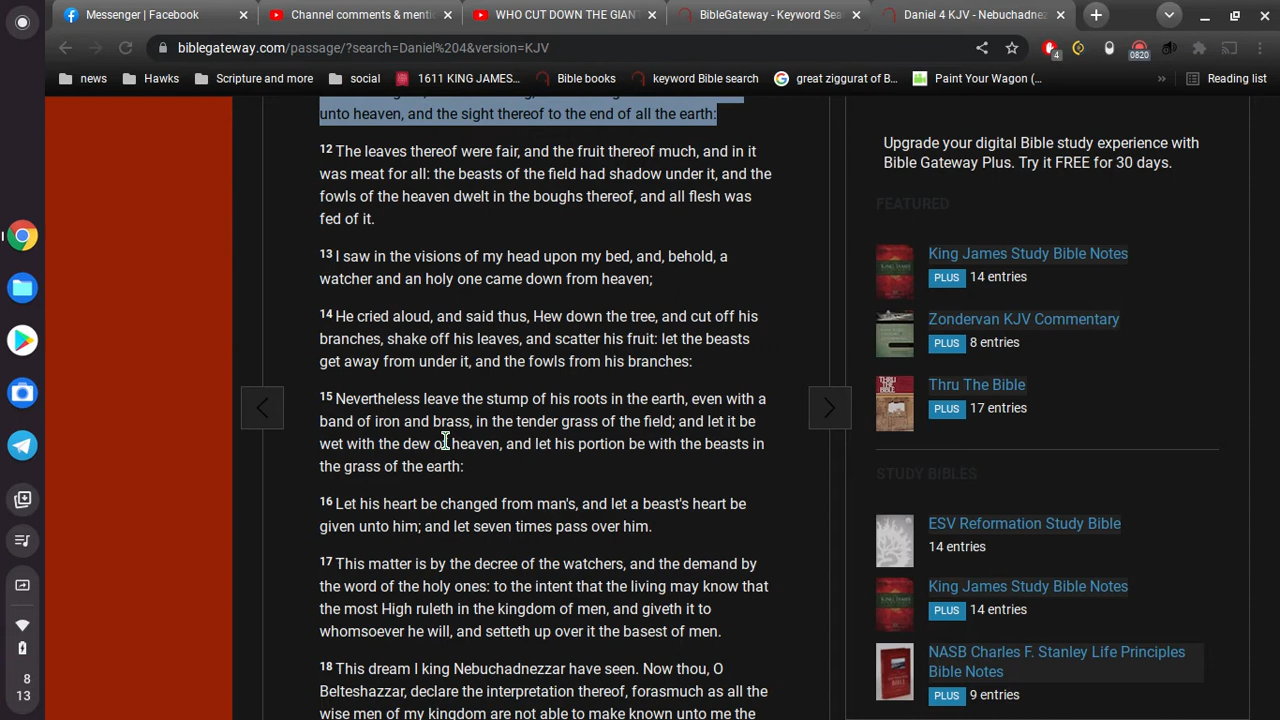 Messenger | Facebook
Channel comments & mentic
WHO CUT DOWN THE GIAN
BibleGateway - Keyword Sea
Daniel 4 KJV - Nebuchadnez
biblegateway.com/passage/?search=Daniel%204&version=KJV
4
0820
news
Hawks
Scripture and more
social
1611 KING JAMES...
Bible books
keyword Bible search
great ziggurat of B...
Paint Your Wagon (...
»
Reading list
unto heaven, and the sight thereof to the end of all the earth:
12 The leaves thereof were fair, and the fruit thereof much, and in it
was meat for all: the beasts of the field had shadow under it, and the
fowls of the heaven dwelt in the boughs thereof, and all flesh was
fed of it.
13 I saw in the visions of my head upon my bed, and, behold, a
watcher and an holy one came down from heaven;
14 He cried aloud, and said thus, Hew down the tree, and cut off his
branches, shake off his leaves, and scatter his fruit: let the beasts
get away from under it, and the fowls from his branches:
15 Nevertheless leave the stump of his roots in the earth, even with a
band of iron and brass, in the tender grass of the field; and let it be
wet with the dew of heaven, and let his portion be with the beasts in
the grass of the earth:
16 Let his heart be changed from man's, and let a beast's heart be
given unto him; and let seven times pass over him.
17 This matter is by the decree of the watchers, and the demand by
the word of the holy ones: to the intent that the living may know that
the most High ruleth in the kingdom of men, and giveth it to
whomsoever he will, and setteth up over it the basest of men.
18 This dream I king Nebuchadnezzar have seen. Now thou, O
Belteshazzar, declare the interpretation thereof, forasmuch as all the
wise men of my kingdom are not able to make known unto me the
Upgrade your digital Bible study experience with
Bible Gateway Plus. Try it FREE for 30 days.
FEATURED
King James Study Bible Notes
PLUS 14 entries
Zondervan KJV Commentary
PLUS 8 entries
Thru The Bible
PLUS 17 entries
STUDY BIBLES
ESV Reformation Study Bible
14 entries
King James Study Bible Notes
PLUS 14 entries
NASB Charles F. Stanley Life Principles
Bible Notes
PLUS 9 entries
8
13